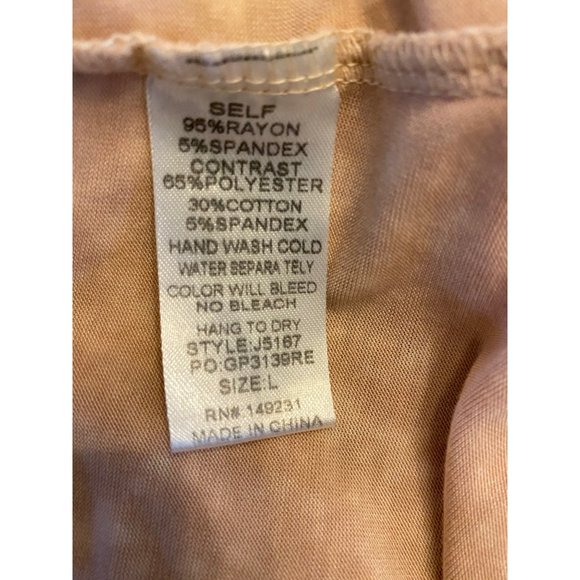 SELF
95%RAYON
5%SPANDEX
CONTRAST
65%POLYESTER
30%COTTON
5%SPANDEX
HAND WASH COLD
WATER SEPARA TELY
COLOR WILL BLEED
NO BLEACH
HANG TO DRY
STYLE:J5167
PO:GP3139RE
SIZE:L
RN# 149231
MADE IN CHINA